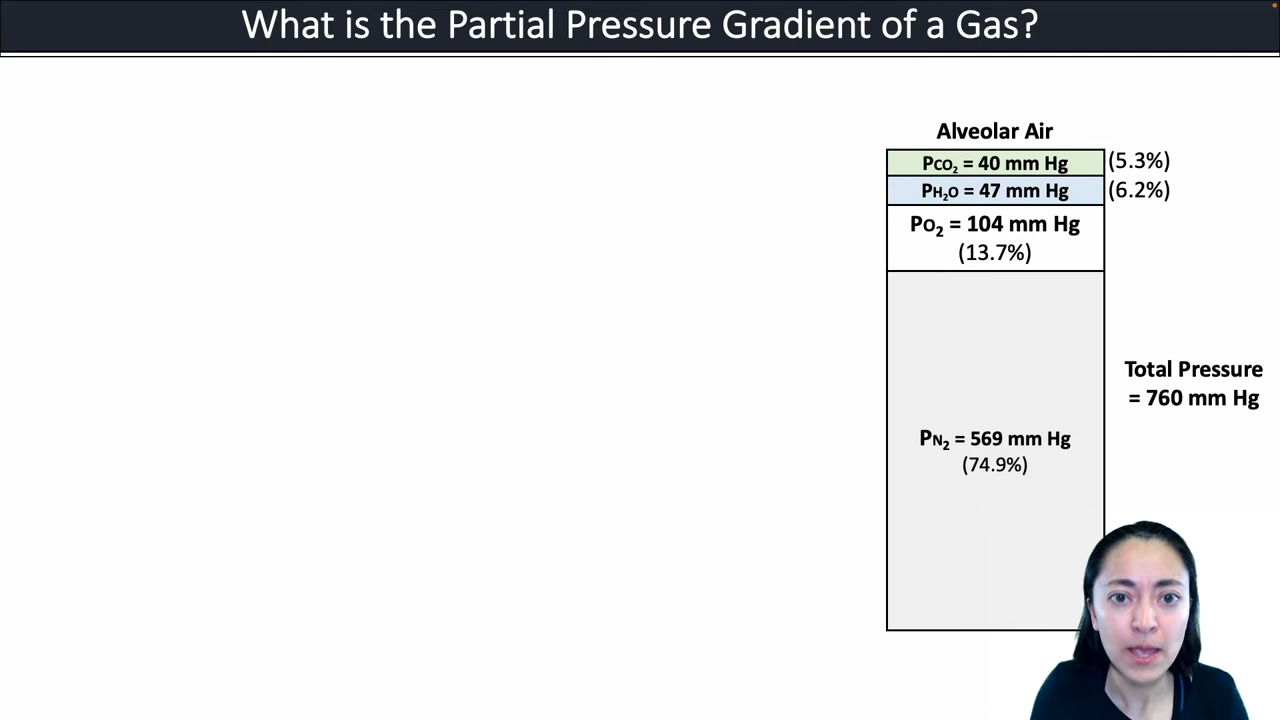 What is the Partial Pressure Gradient of a Gas?
Alveolar Air
PCO₂ = 40 mm Hg (5.3%)
PH₂O = 47 mm Hg (6.2%)
PO₂ = 104 mm Hg
(13.7%)
Total Pressure
= 760 mm Hg
PN₂ = 569 mm Hg
(74.9%)